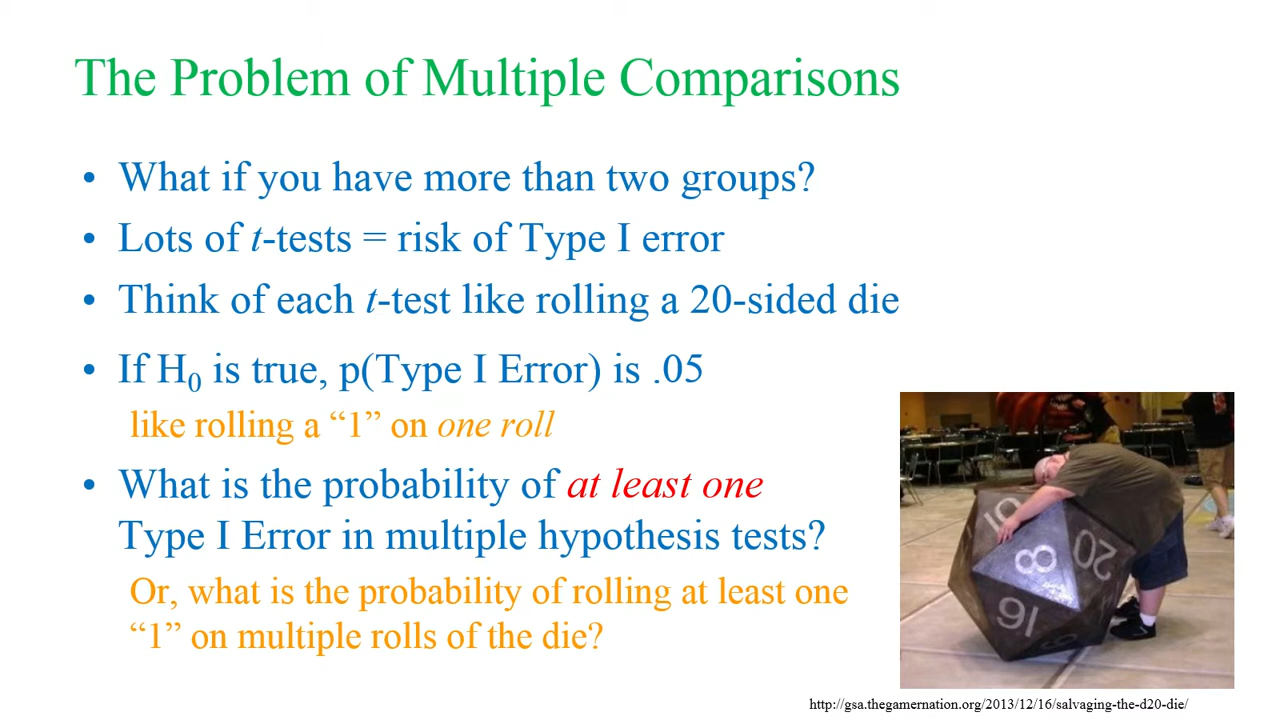 The Problem of Multiple Comparisons
• What if you have more than two groups?
• Lots of t-tests = risk of Type I error
• Think of each t-test like rolling a 20-sided die
• If H₀ is true, p(Type I Error) is .05
like rolling a “1” on one roll
• What is the probability of at least one
Type I Error in multiple hypothesis tests?
Or, what is the probability of rolling at least one
“1” on multiple rolls of the die?
8
20
16
http://gsa.thegamernation.org/2013/12/16/salvaging-the-d20-die/